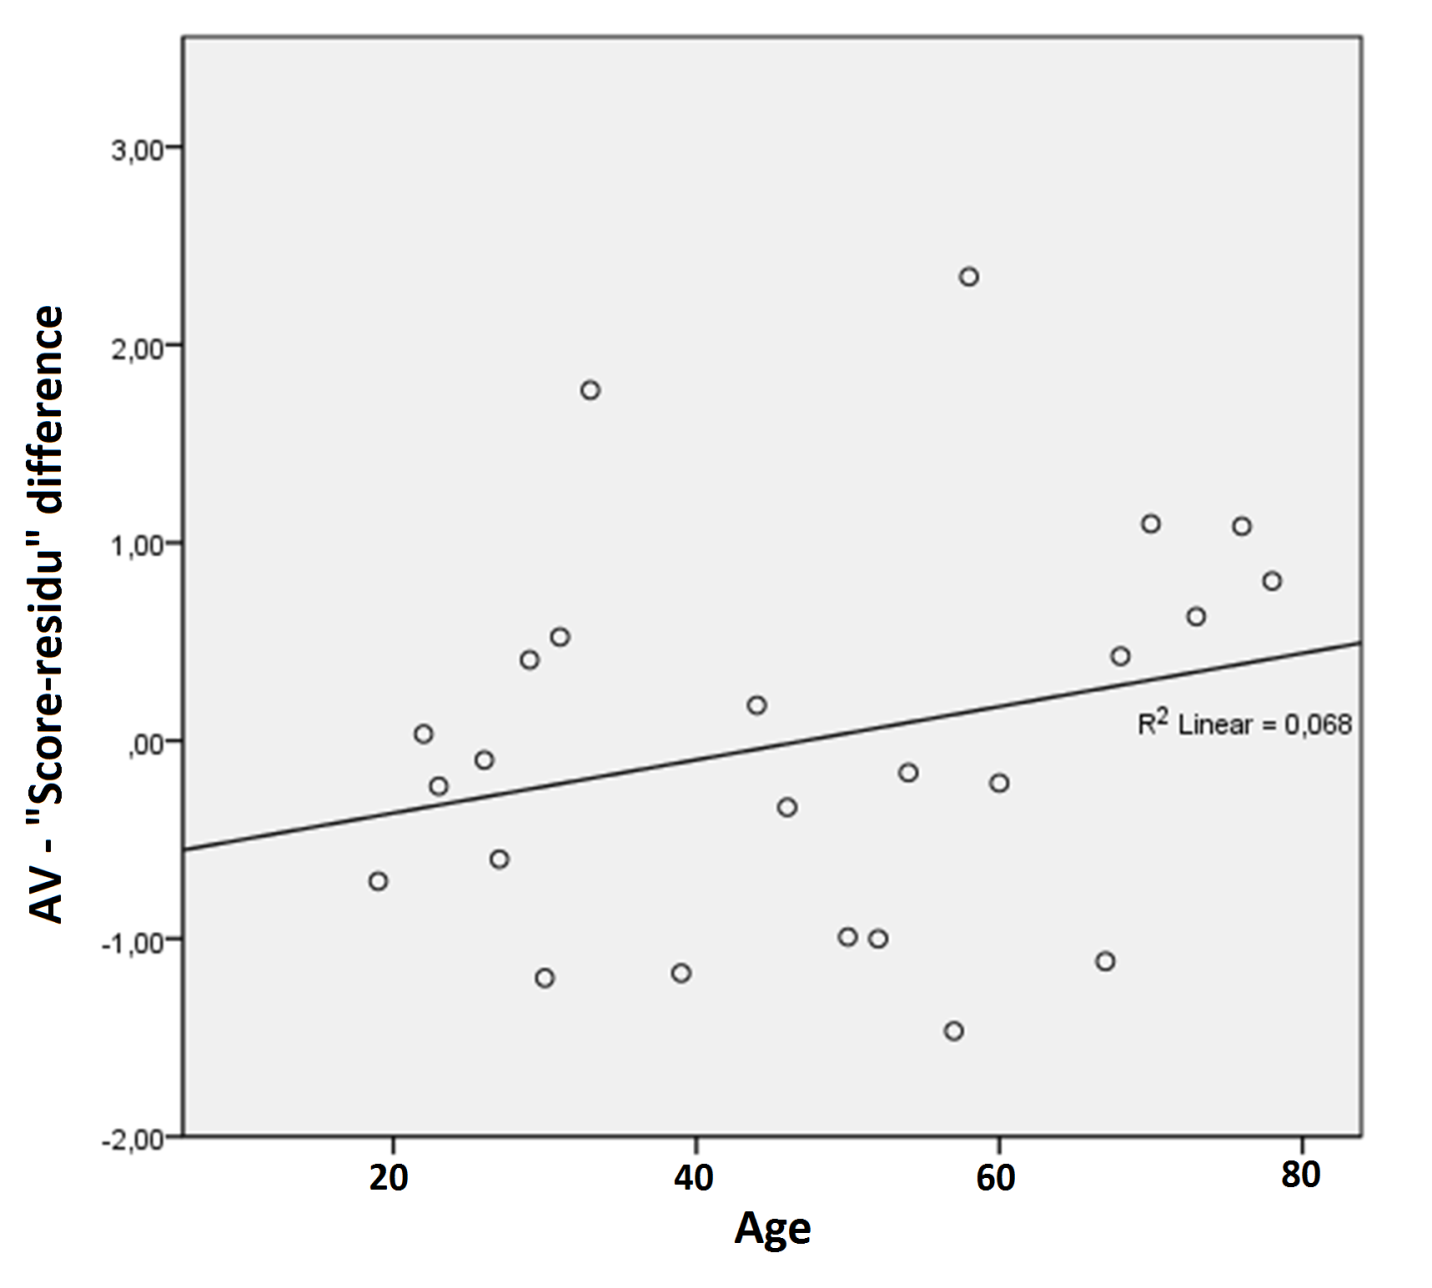 AV - "Score-residu" difference
3,00
2,00
1,00
,00
-1,00
-2,00
R² Linear = 0,068
20 40 60 80
Age